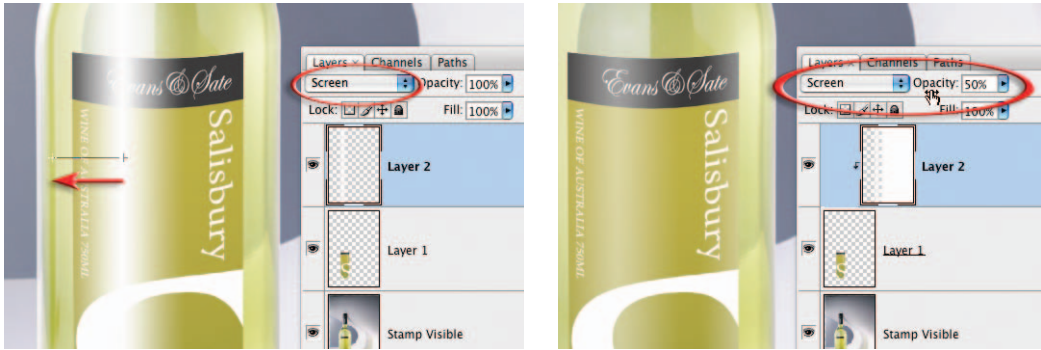 Evans & Sate
WINE OF AUSTRALIA 750ML
Salisbury
Layers × Channels Paths
Screen Opacity: 100%
Lock: Fill: 100%
Layer 2
Layer 1
Stamp Visible
Evans & Sate
WINE OF AUSTRALIA 750ML
Salisbury
Layers × Channels Paths
Screen Opacity: 50%
Lock: Fill: 100%
Layer 2
Layer 1
Stamp Visible